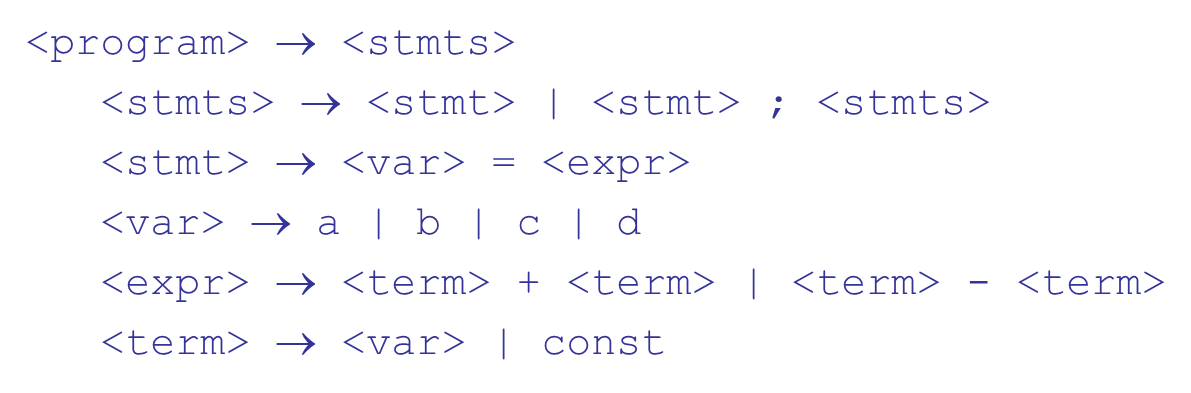 <program> → <stmts>
<stmts> → <stmt> | <stmt> ; <stmts>
<stmt> → <var> = <expr>
<var> → a | b | c | d
<expr> → <term> + <term> | <term> - <term>
<term> → <var> | const